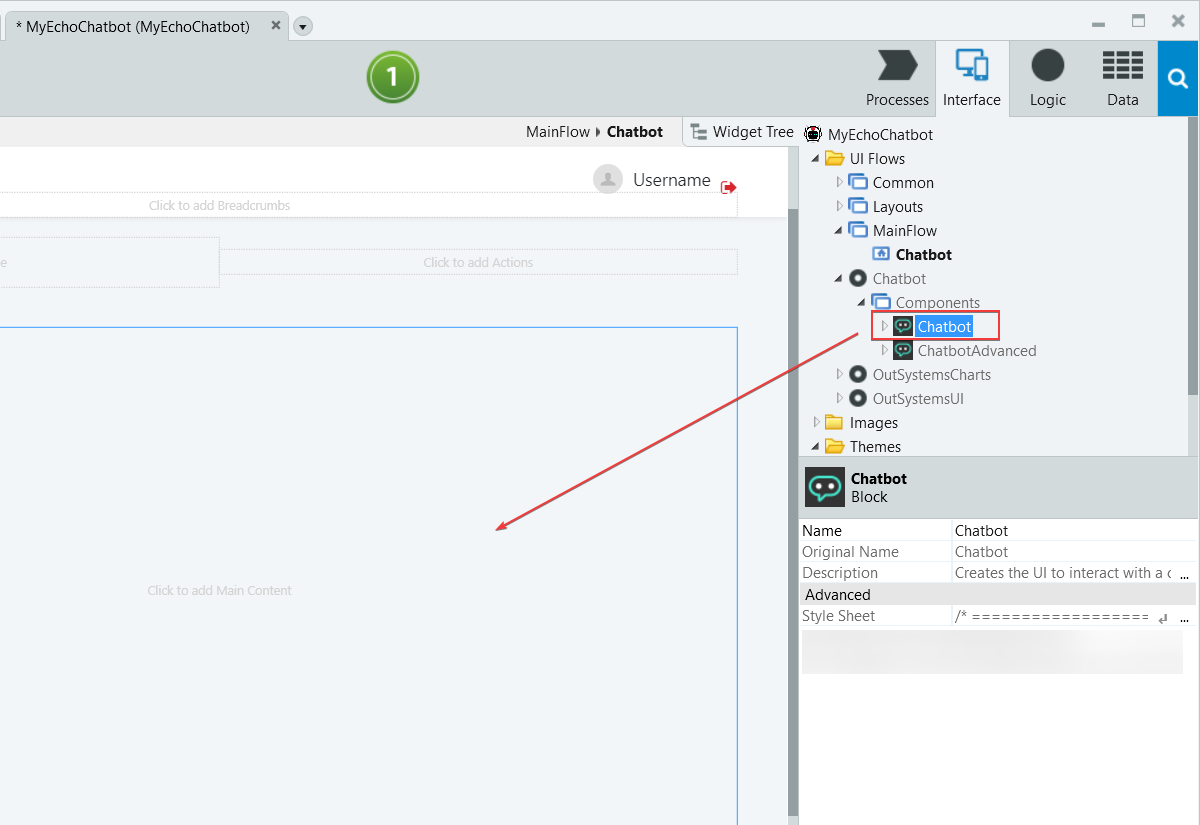 * MyEchoChatbot (MyEchoChatbot)
1
Processes
Interface
Logic
Data
MainFlow Chatbot
Widget Tree
Username
Click to add Breadcrumbs
e
Click to add Actions
Click to add Main Content
MyEchoChatbot
UI Flows
Common
Layouts
MainFlow
Chatbot
Chatbot
Components
Chatbot
ChatbotAdvanced
OutSystemsCharts
OutSystemsUI
Images
Themes
Chatbot
Block
Name Chatbot
Original Name Chatbot
Description Creates the UI to interact with a c ...
Advanced
Style Sheet /* ================== ...